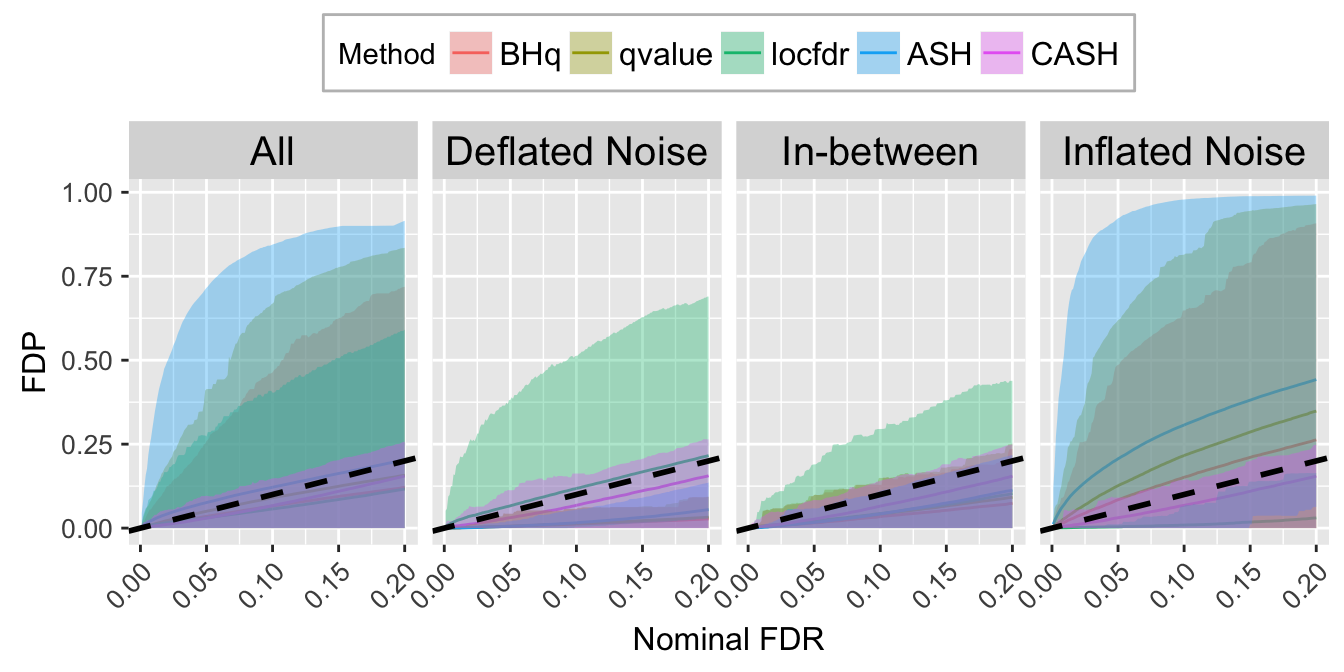 Method BHq qvalue locfdr ASH CASH
All Deflated Noise In-between Inflated Noise
1.00
0.75
0.50
0.25
0.00
FDP
0.00 0.05 0.10 0.15 0.20 0.00 0.05 0.10 0.15 0.20 0.00 0.05 0.10 0.15 0.20 0.00 0.05 0.10 0.15 0.20
Nominal FDR